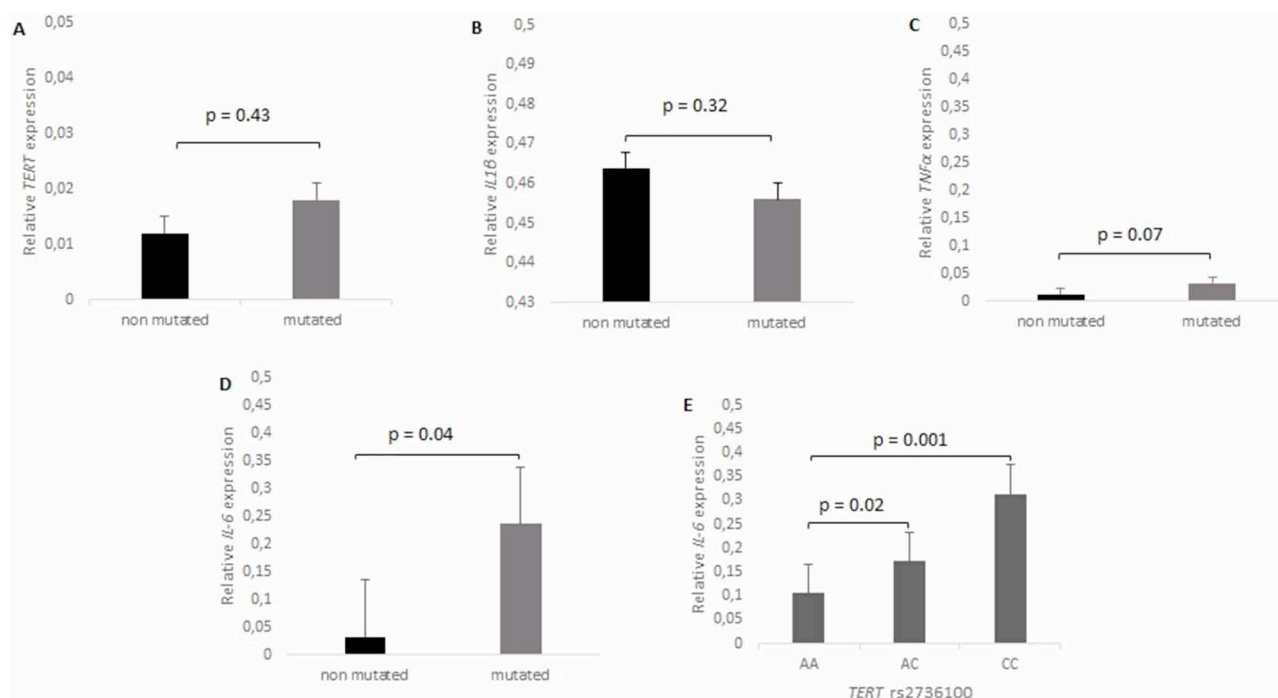 A
Relative TERT expression
0,05
0,04
0,03
0,02
0,01
0
p = 0.43
non mutated
mutated
B
Relative IL1β expression
0,5
0,49
0,48
0,47
0,46
0,45
0,44
0,43
p = 0.32
non mutated
mutated
C
Relative TNFα expression
0,5
0,45
0,4
0,35
0,3
0,25
0,2
0,15
0,1
0,05
0
p = 0.07
non mutated
mutated
D
Relative IL-6 expression
0,5
0,45
0,4
0,35
0,3
0,25
0,2
0,15
0,1
0,05
0
p = 0.04
non mutated
mutated
E
Relative IL-6 expression
0,5
0,45
0,4
0,35
0,3
0,25
0,2
0,15
0,1
0,05
0
p = 0.001
p = 0.02
AA
AC
CC
TERT rs2736100